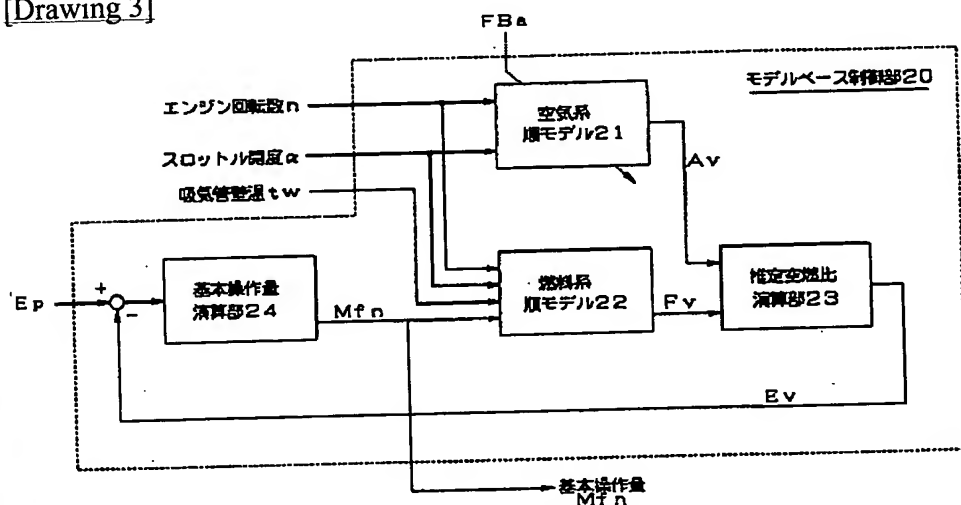 [Drawing 3]
FBa
モデルベース制御部20
エンジン回転数n
空気系
順モデル21
スロットル開度α
Av
吸気管壁温tw
Ep
+
-
基本操作量
演算部24
Mfn
燃料系
順モデル22
Fv
推定空燃比
演算部23
Ev
基本操作量
Mfn